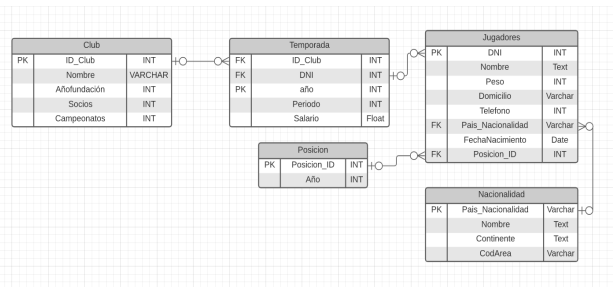 Club
PK ID_Club INT
Nombre VARCHAR
Añofundación INT
Socios INT
Campeonatos INT
Temporada
FK ID_Club INT
FK DNI INT
PK año INT
Periodo INT
Salario Float
Jugadores
PK DNI INT
Nombre Text
Peso INT
Domicilio Varchar
Telefono INT
FK Pais_Nacionalidad Varchar
FechaNacimiento Date
FK Posicion_ID INT
Posicion
PK Posicion_ID INT
Año INT
Nacionalidad
PK Pais_Nacionalidad Varchar
Nombre Text
Continente Text
CodArea Varchar